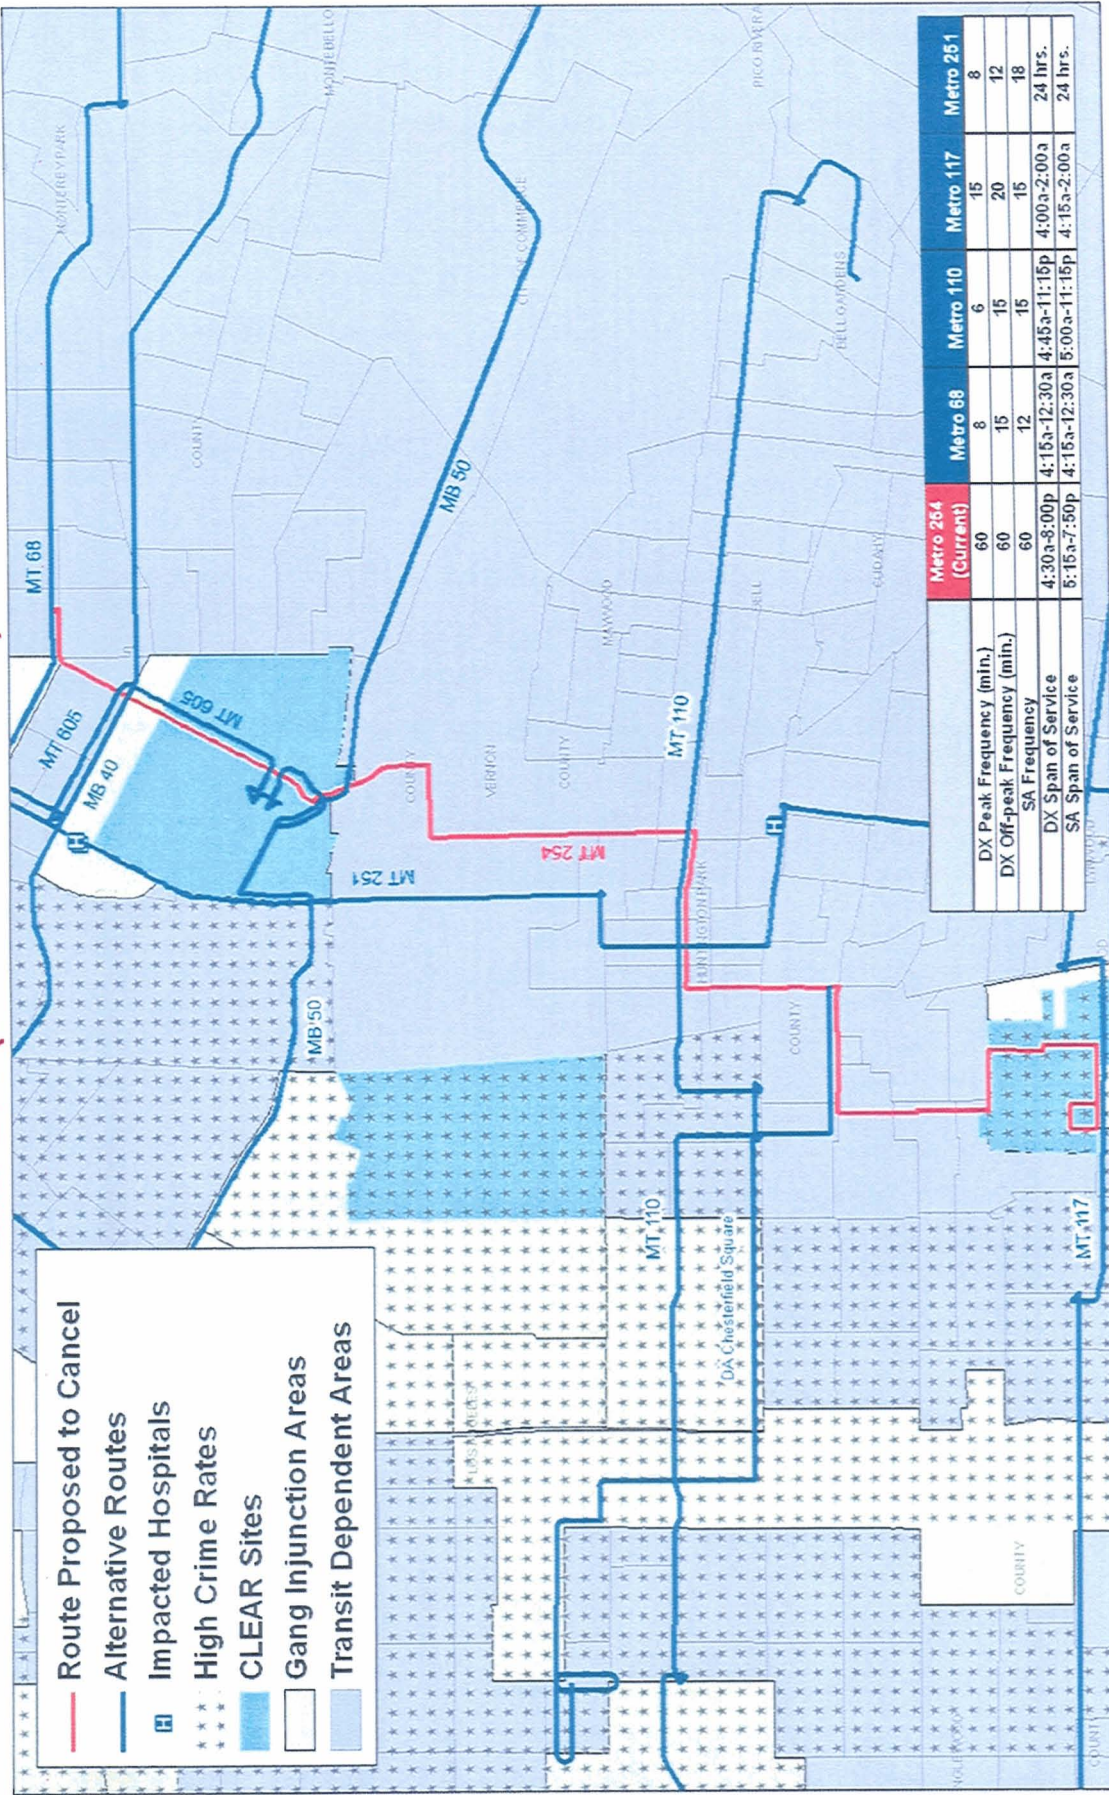 Route Proposed to Cancel
Alternative Routes
H Impacted Hospitals
High Crime Rates
CLEAR Sites
Gang Injunction Areas
Transit Dependent Areas
MT 68
MT 605
MB 40
MT 605
H
MB 50
MB 50
MT 251
MT 254
MT 110
MT 110
H
DA Chesterfield Square
MT 117
MONTEREY PARK
MONTEBELLO
COUNTY
PICO RIVERA
COUNTY
VERNON
COUNTY
MAYWOOD
BELL GARDENS
BELL
CUDAHY
HUNTINGTON PARK
COUNTY
LOS ANGELES
COUNTY
Metro 254 (Current) Metro 68 Metro 110 Metro 117 Metro 251
DX Peak Frequency (min.) 60 8 6 15 8
DX Off-peak Frequency (min.) 60 15 15 20 12
SA Frequency 60 12 15 15 18
DX Span of Service 4:30a-8:00p 4:15a-12:30a 4:45a-11:15p 4:00a-2:00a 24 hrs.
SA Span of Service 5:15a-7:50p 4:15a-12:30a 5:00a-11:15p 4:15a-2:00a 24 hrs.